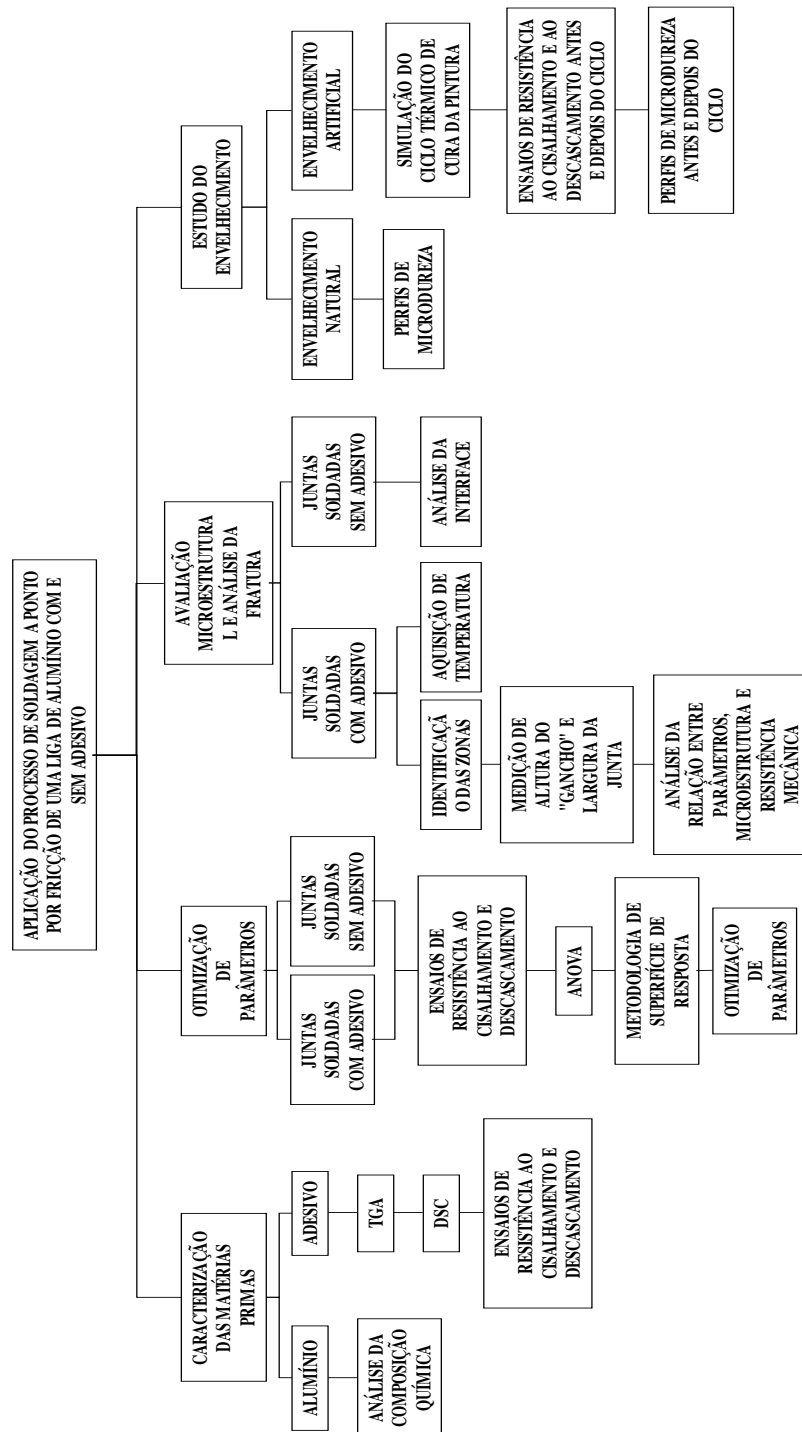 APLICAÇÃO DO PROCESSO DE SOLDAGEM A PONTO
POR FRICÇÃO DE UMA LIGA DE ALUMÍNIO COM E
SEM ADESIVO
CARACTERIZAÇÃO
DAS MATÉRIAS
PRIMAS
ALUMÍNIO
ANÁLISE DA
COMPOSIÇÃO
QUÍMICA
ADESIVO
TGA
DSC
ENSAIOS DE
RESISTÊNCIA AO
CISALHAMENTO E
DESCASCAMENTO
OTIMIZAÇÃO
DE
PARÂMETROS
JUNTAS
SOLDADAS
COM ADESIVO
JUNTAS
SOLDADAS
SEM ADESIVO
ENSAIOS DE
RESISTÊNCIA AO
CISALHAMENTO E
DESCASCAMENTO
ANOVA
METODOLOGIA DE
SUPERFÍCIE DE
RESPOSTA
OTIMIZAÇÃO
DE
PARÂMETROS
AVALIAÇÃO
MICROESTRUTURA
L E ANÁLISE DA
FRATURA
JUNTAS
SOLDADAS
COM ADESIVO
IDENTIFICAÇÃ
O DAS ZONAS
MEDIÇÃO DE
ALTURA DO
"GANCHO" E
LARGURA DA
JUNTA
ANÁLISE DA
RELAÇÃO ENTRE
PARÂMETROS,
MICROESTRUTURA E
RESISTÊNCIA
MECÂNICA
AQUISIÇÃO DE
TEMPERATURA
JUNTAS
SOLDADAS
SEM ADESIVO
ANÁLISE DA
INTERFACE
ESTUDO DO
ENVELHECIMENTO
ENVELHECIMENTO
NATURAL
PERFIS DE
MICRODUREZA
ENVELHECIMENTO
ARTIFICIAL
SIMULAÇÃO DO
CICLO TÉRMICO DE
CURA DA PINTURA
ENSAIOS DE RESISTÊNCIA
AO CISALHAMENTO E AO
DESCASCAMENTO ANTES
E DEPOIS DO CICLO
PERFIS DE MICRODUREZA
ANTES E DEPOIS DO
CICLO